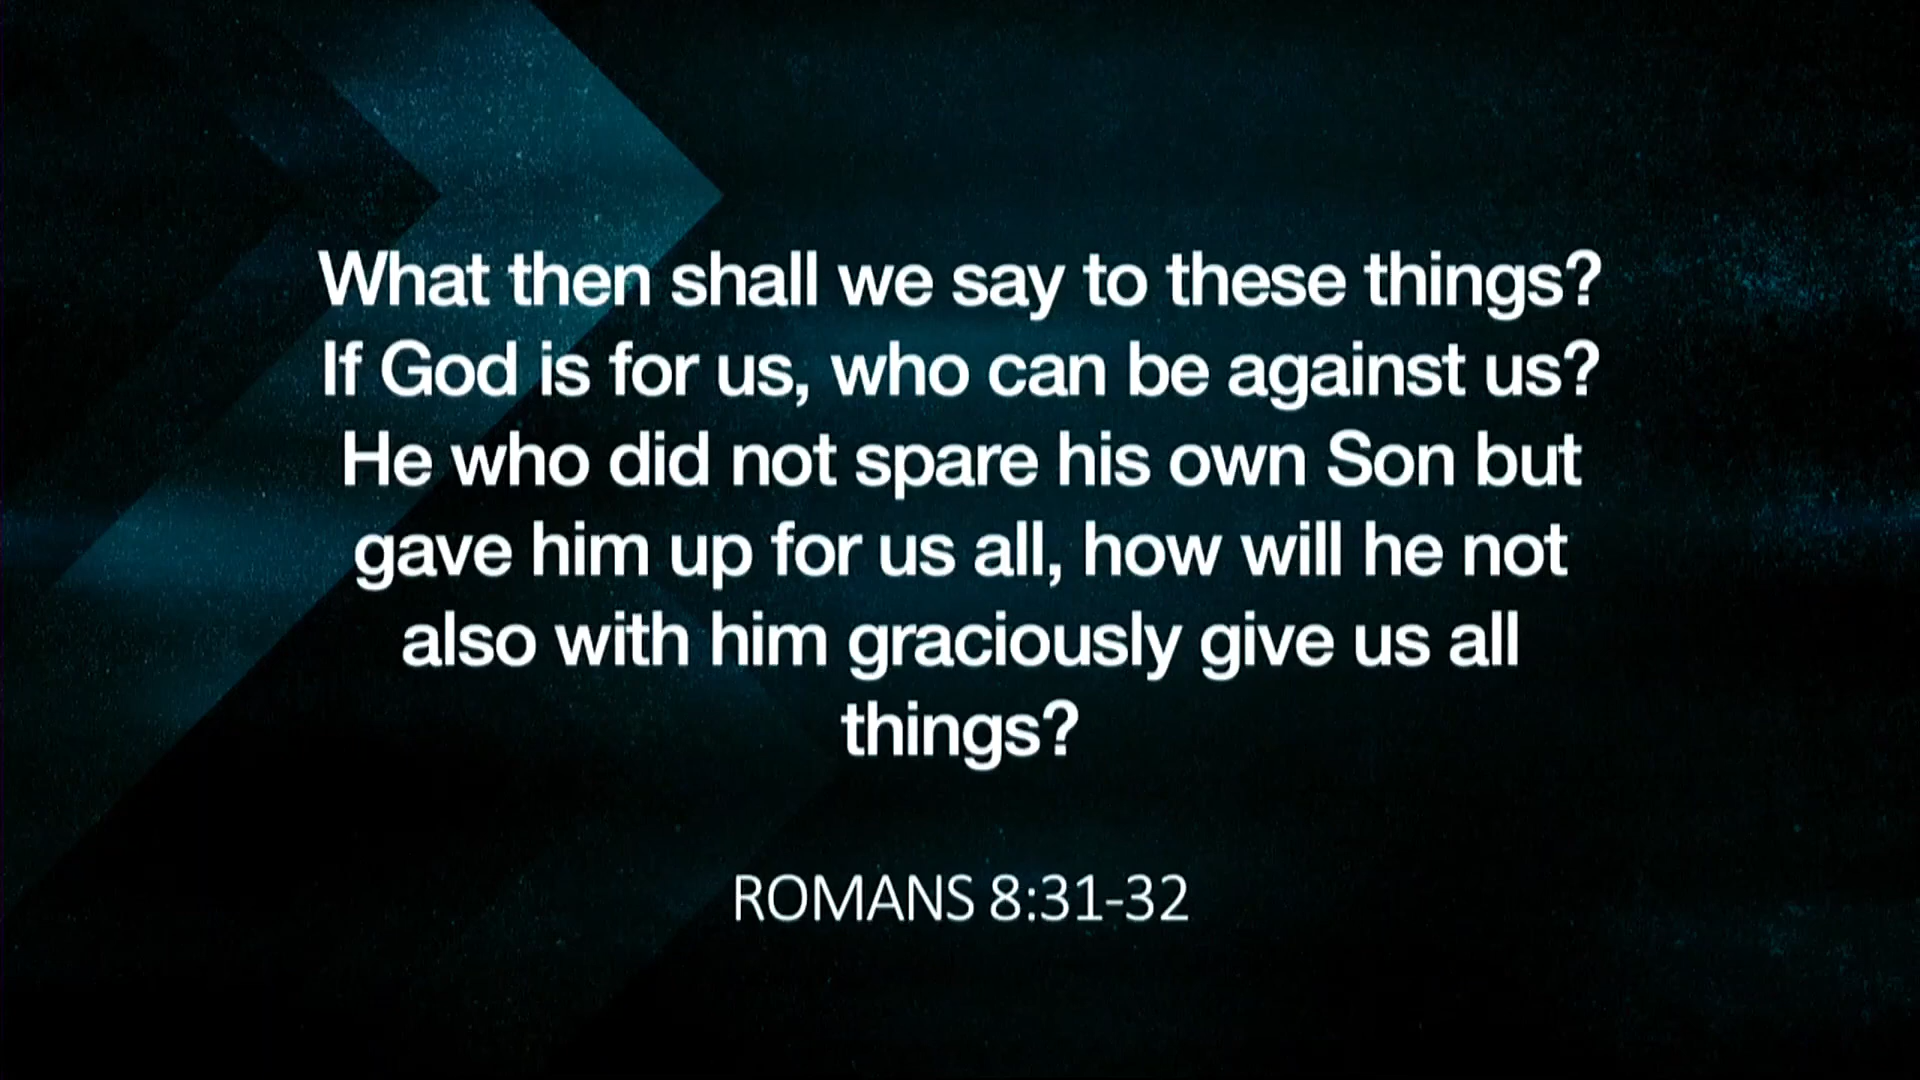 What then shall we say to these things?
If God is for us, who can be against us?
He who did not spare his own Son but
gave him up for us all, how will he not
also with him graciously give us all
things?
ROMANS 8:31-32